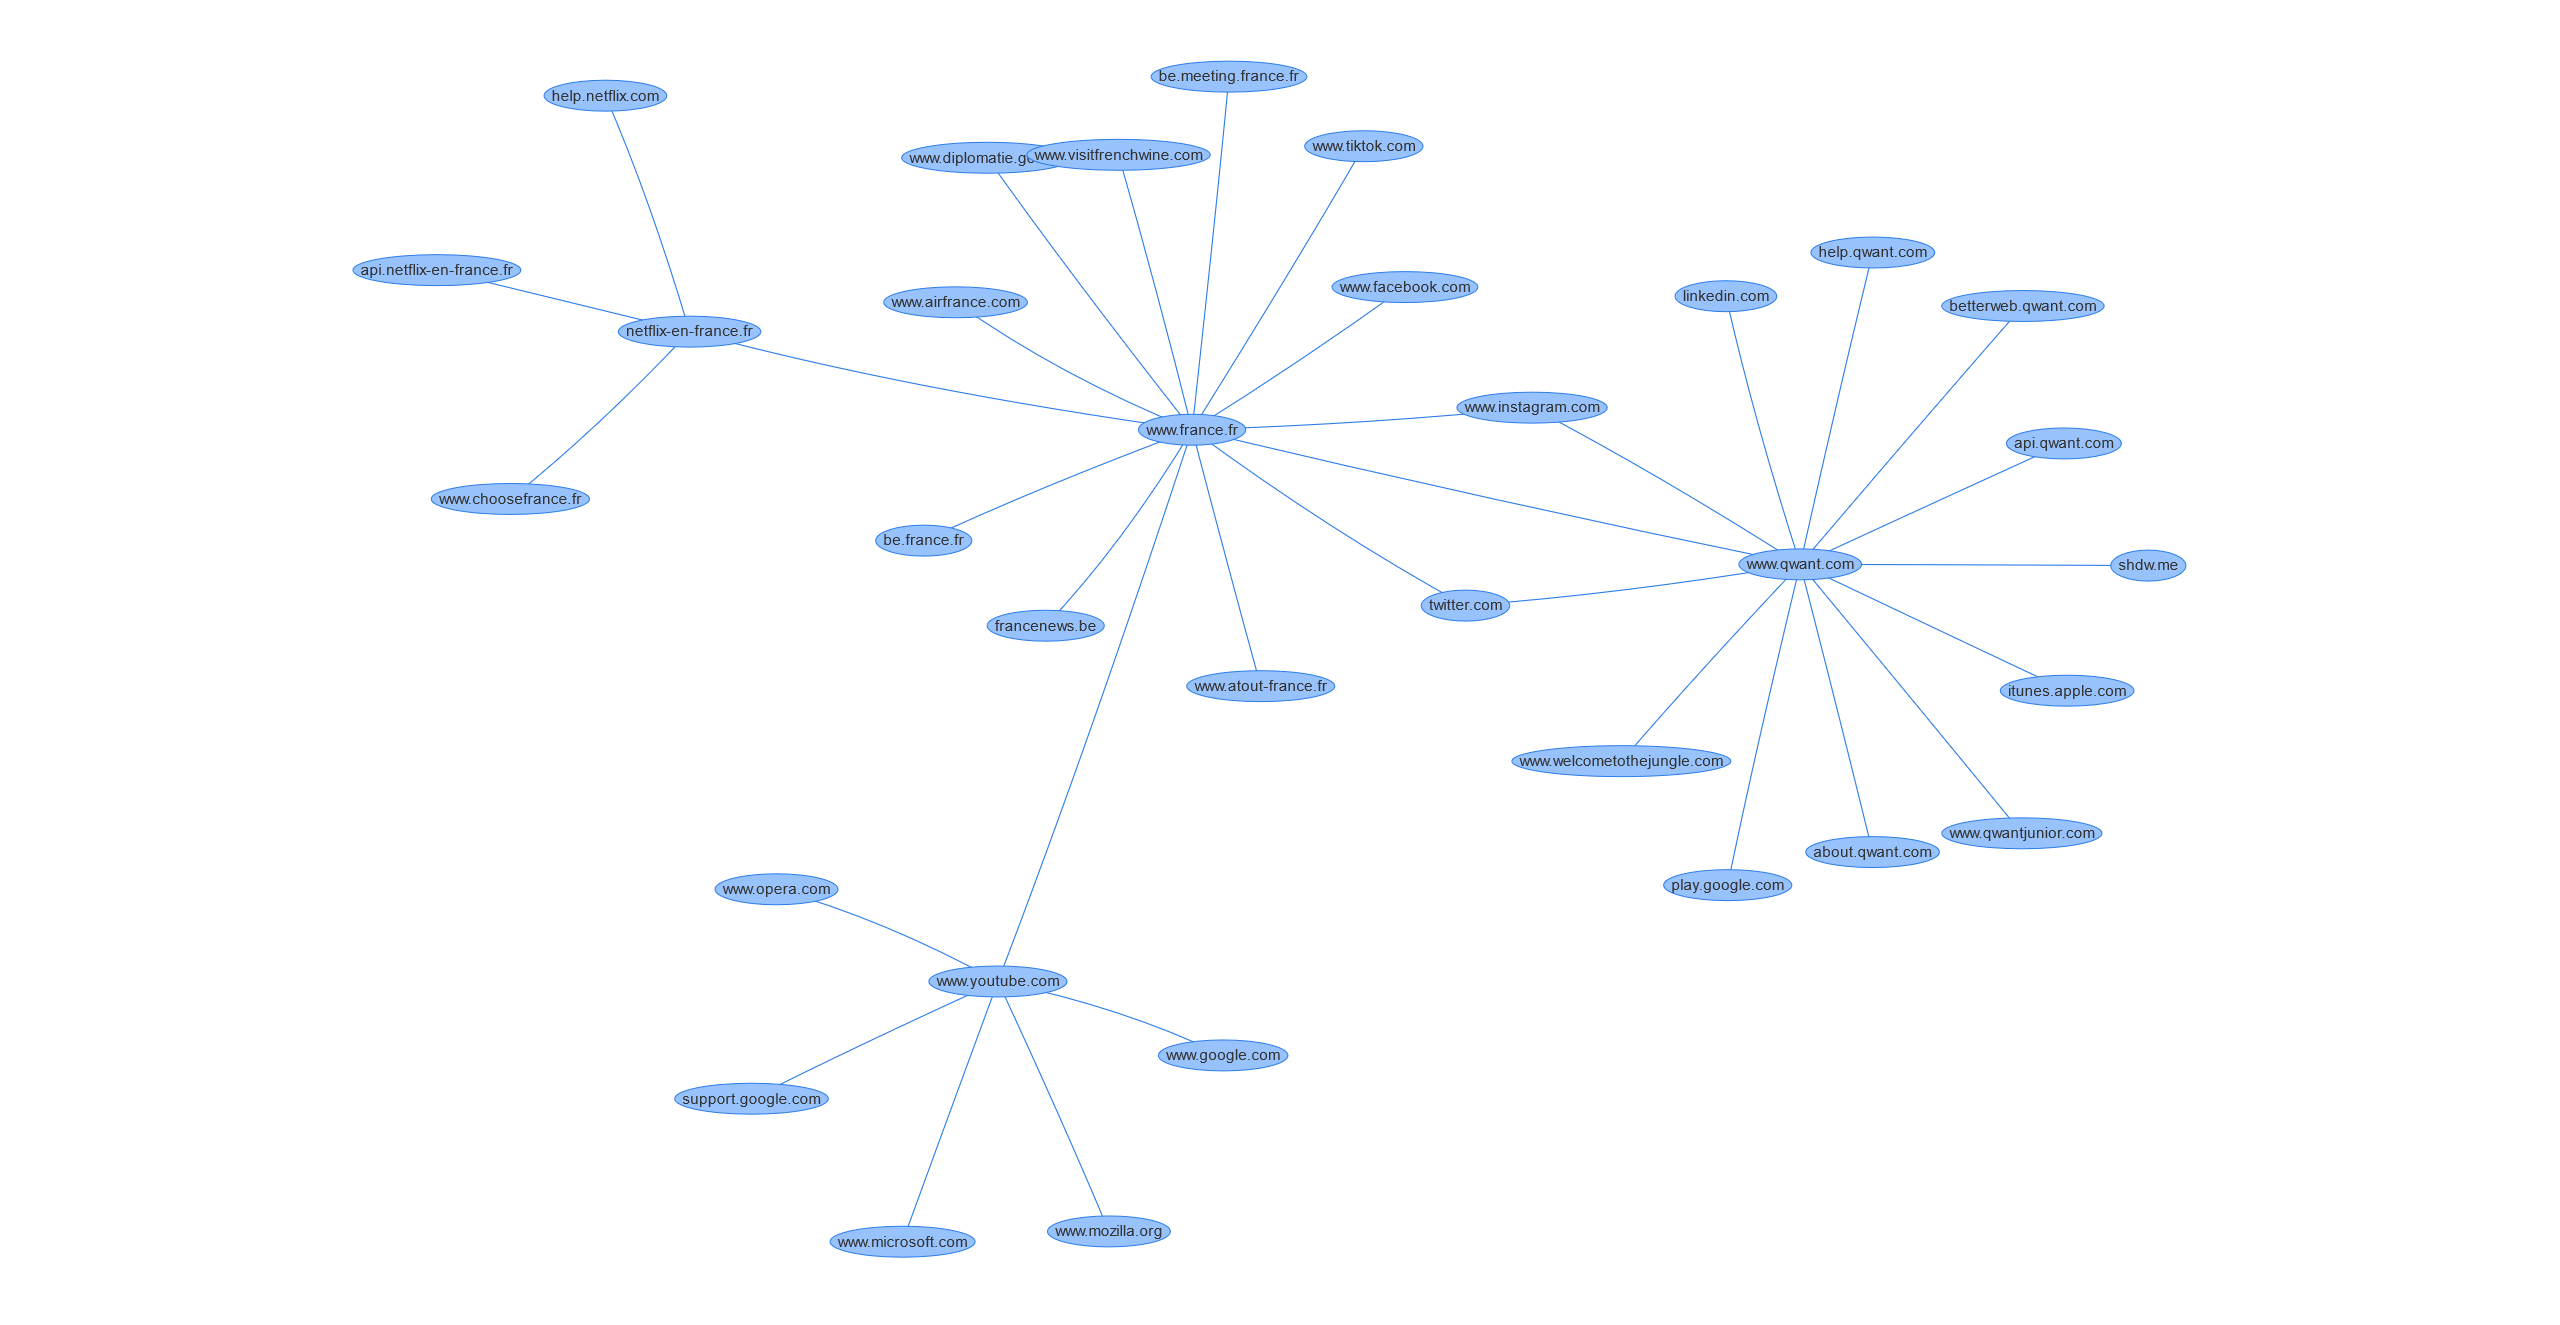 be.meeting.france.fr
help.netflix.com
www.tiktok.com
www.visitfrenchwine.com
help.qwant.com
api.netflix-en-france.fr
www.facebook.com
linkedin.com
www.airfrance.com
betterweb.qwant.com
netflix-en-france.fr
www.instagram.com
www.france.fr
api.qwant.com
www.choosefrance.fr
be.france.fr
www.qwant.com
shdw.me
twitter.com
francenews.be
www.atout-france.fr
itunes.apple.com
www.welcometothejungle.com
www.qwantjunior.com
about.qwant.com
play.google.com
www.opera.com
www.youtube.com
www.google.com
support.google.com
www.mozilla.org
www.microsoft.com